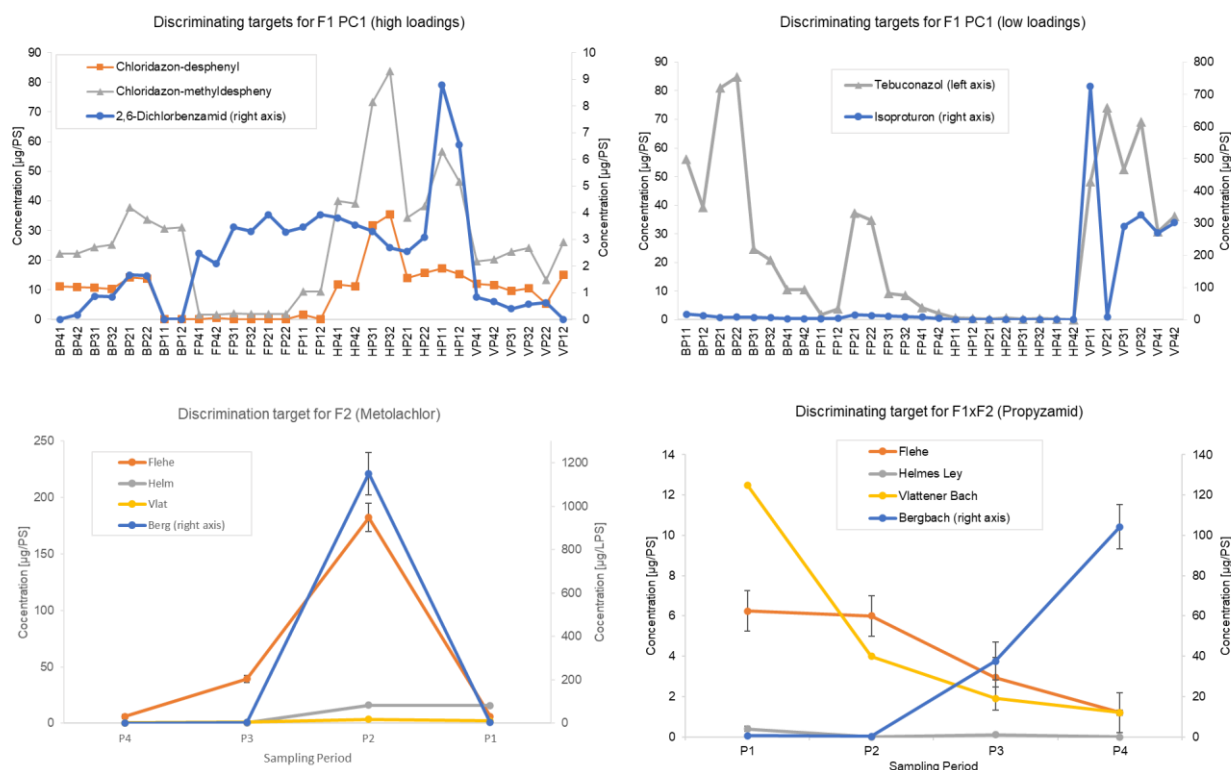 Discriminating targets for F1 PC1 (high loadings)
Concentration [µg/PS]
90
80
70
60
50
40
30
20
10
0
Chloridazon-desphenyl
Chloridazon-methyldespheny
2,6-Dichlorbenzamid (right axis)
10
9
8
7
6
5
4
3
2
1
0
Concentration [µg/PS]
BP41 BP42 BP31 BP32 BP21 BP22 BP11 BP12 FP41 FP42 FP31 FP32 FP21 FP22 FP11 FP12 HP41 HP42 HP31 HP32 HP21 HP22 HP11 HP12 VP41 VP42 VP31 VP32 VP22 VP12
Discriminating targets for F1 PC1 (low loadings)
Concentration [µg/PS]
90
80
70
60
50
40
30
20
10
0
Tebuconazol (left axis)
Isoproturon (right axis)
800
700
600
500
400
300
200
100
0
Concentration [µg/PS]
BP11 BP12 BP21 BP22 BP31 BP32 BP41 BP42 FP11 FP12 FP21 FP22 FP31 FP32 FP41 FP42 HP11 HP12 HP21 HP22 HP31 HP32 HP41 HP42 VP11 VP21 VP31 VP32 VP41 VP42
Discrimination target for F2 (Metolachlor)
Cocentration [µg/PS]
250
200
150
100
50
0
Flehe
Helm
Vlat
Berg (right axis)
1200
1000
800
600
400
200
0
Cocentration [µg/LPS]
P4 P3 P2 P1
Sampling Period
Discriminating target for F1xF2 (Propyzamid)
Concentration [µg/PS]
14
12
10
8
6
4
2
0
Flehe
Helmes Ley
Vlattener Bach
Bergbach (right axis)
140
120
100
80
60
40
20
0
Concentration [µg/PS]
P1 P2 P3 P4
Sampling Period